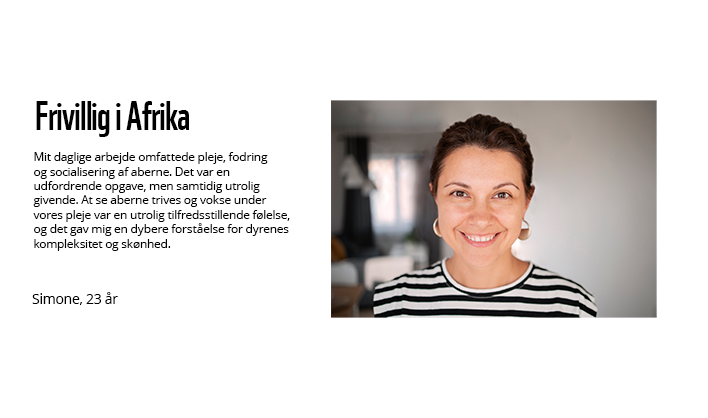 Frivillig i Afrika
Mit daglige arbejde omfattede pleje, fodring
og socialisering af aberne. Det var en
udfordrende opgave, men samtidig utrolig
givende. At se aberne trives og vokse under
vores pleje var en utrolig tilfredsstillende følelse,
og det gav mig en dybere forståelse for dyrenes
kompleksitet og skønhed.
Simone, 23 år